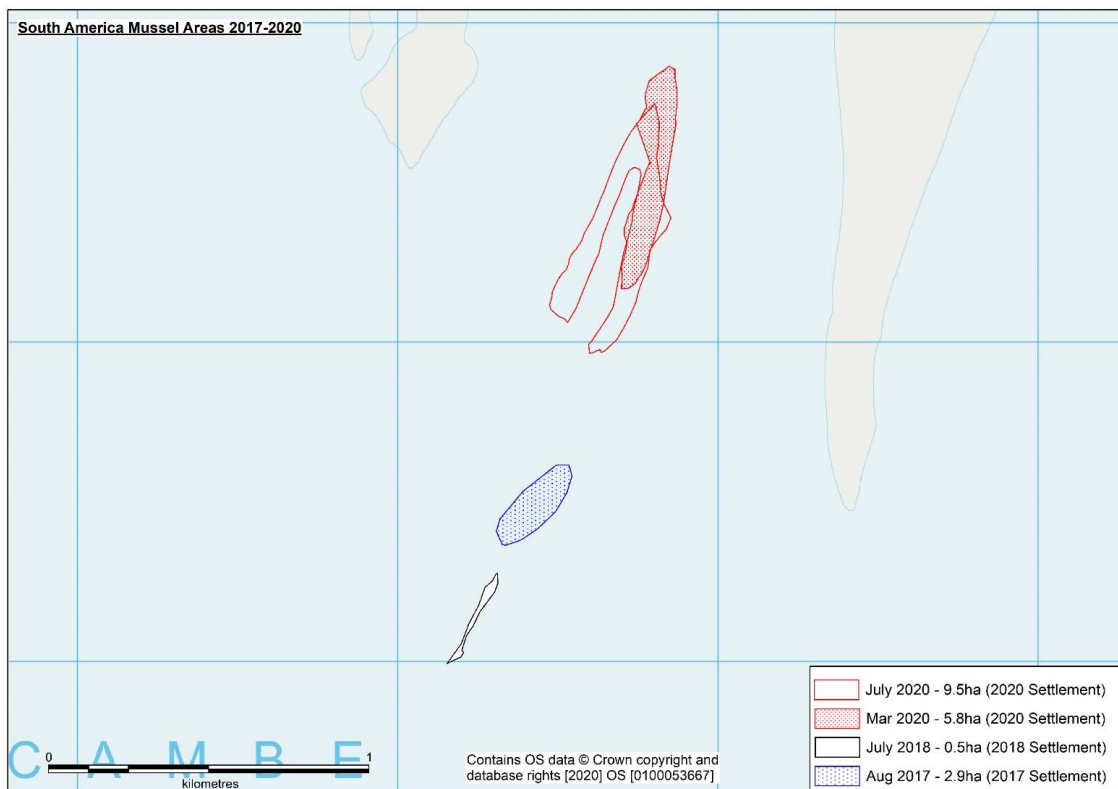 South America Mussel Areas 2017-2020
July 2020 - 9.5ha (2020 Settlement)
Mar 2020 - 5.8ha (2020 Settlement)
July 2018 - 0.5ha (2018 Settlement)
Aug 2017 - 2.9ha (2017 Settlement)
C A M B E
0 1
kilometres
Contains OS data © Crown copyright and
database rights [2020] OS [0100053667]